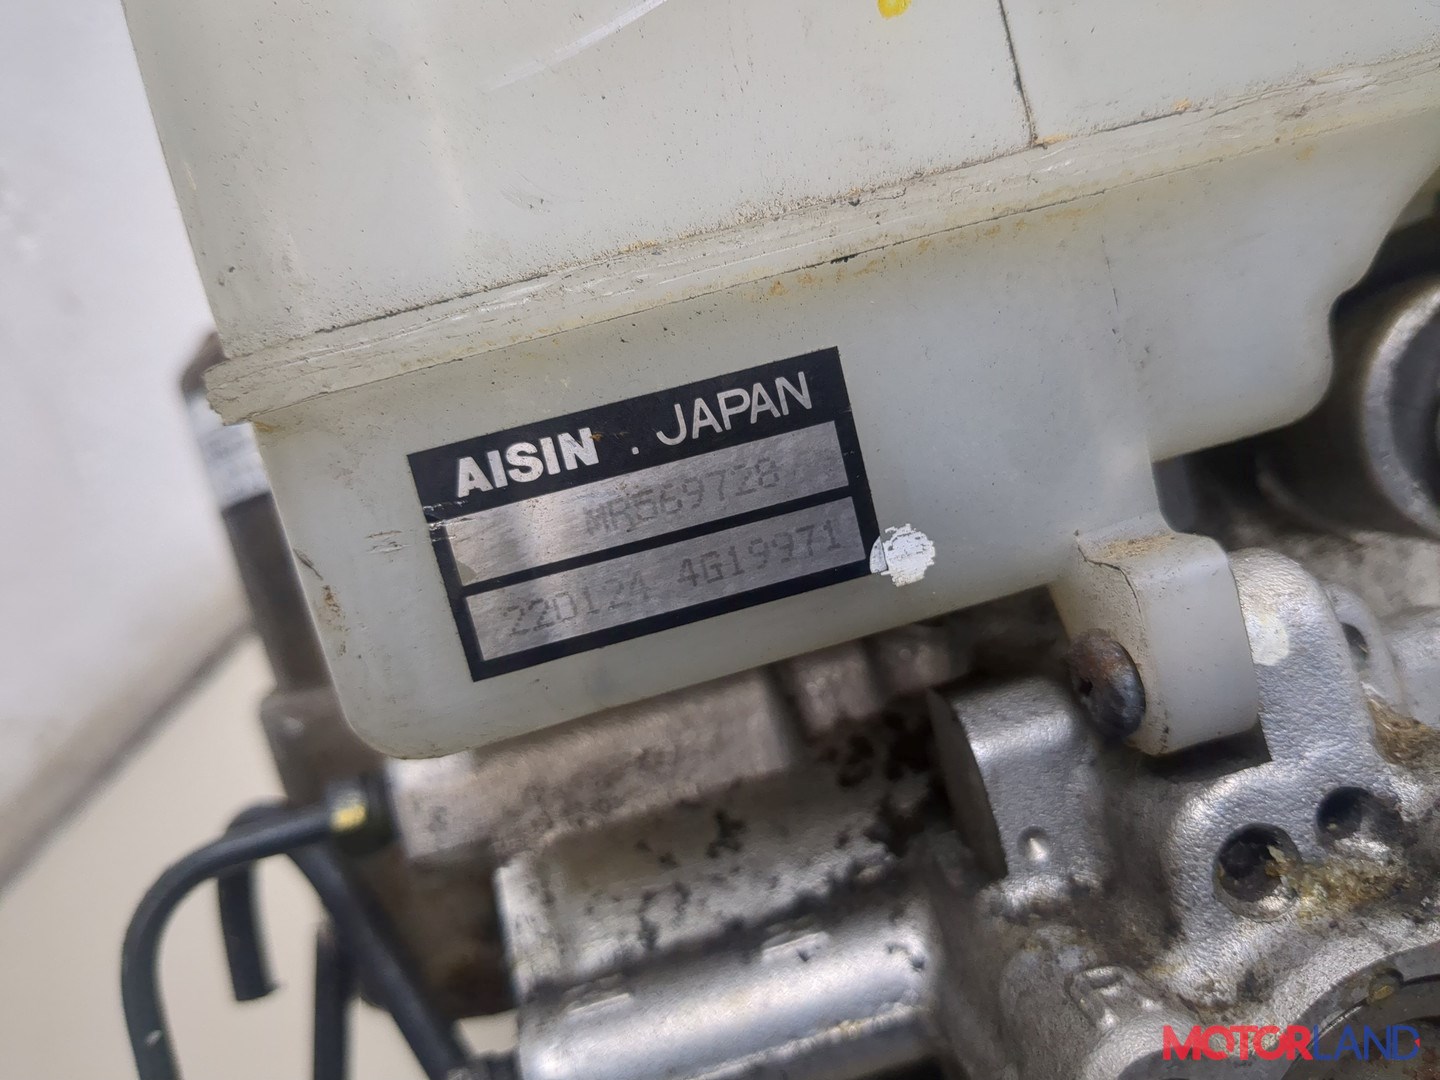 AISIN . JAPAN
MR569728
220124 4G19971
MOTORLAND